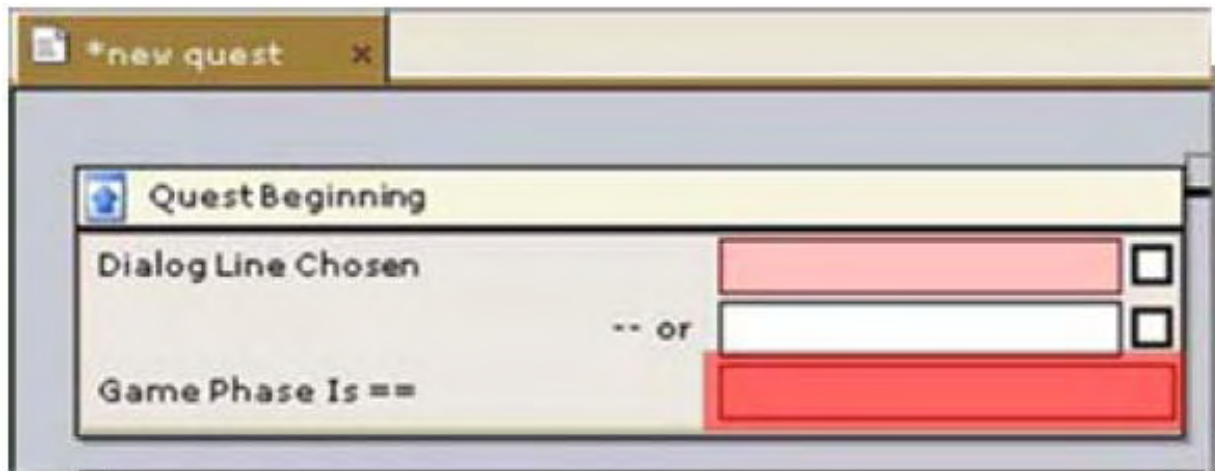 *new quest x
Quest Beginning
Dialog Line Chosen
-- or
Game Phase Is ==